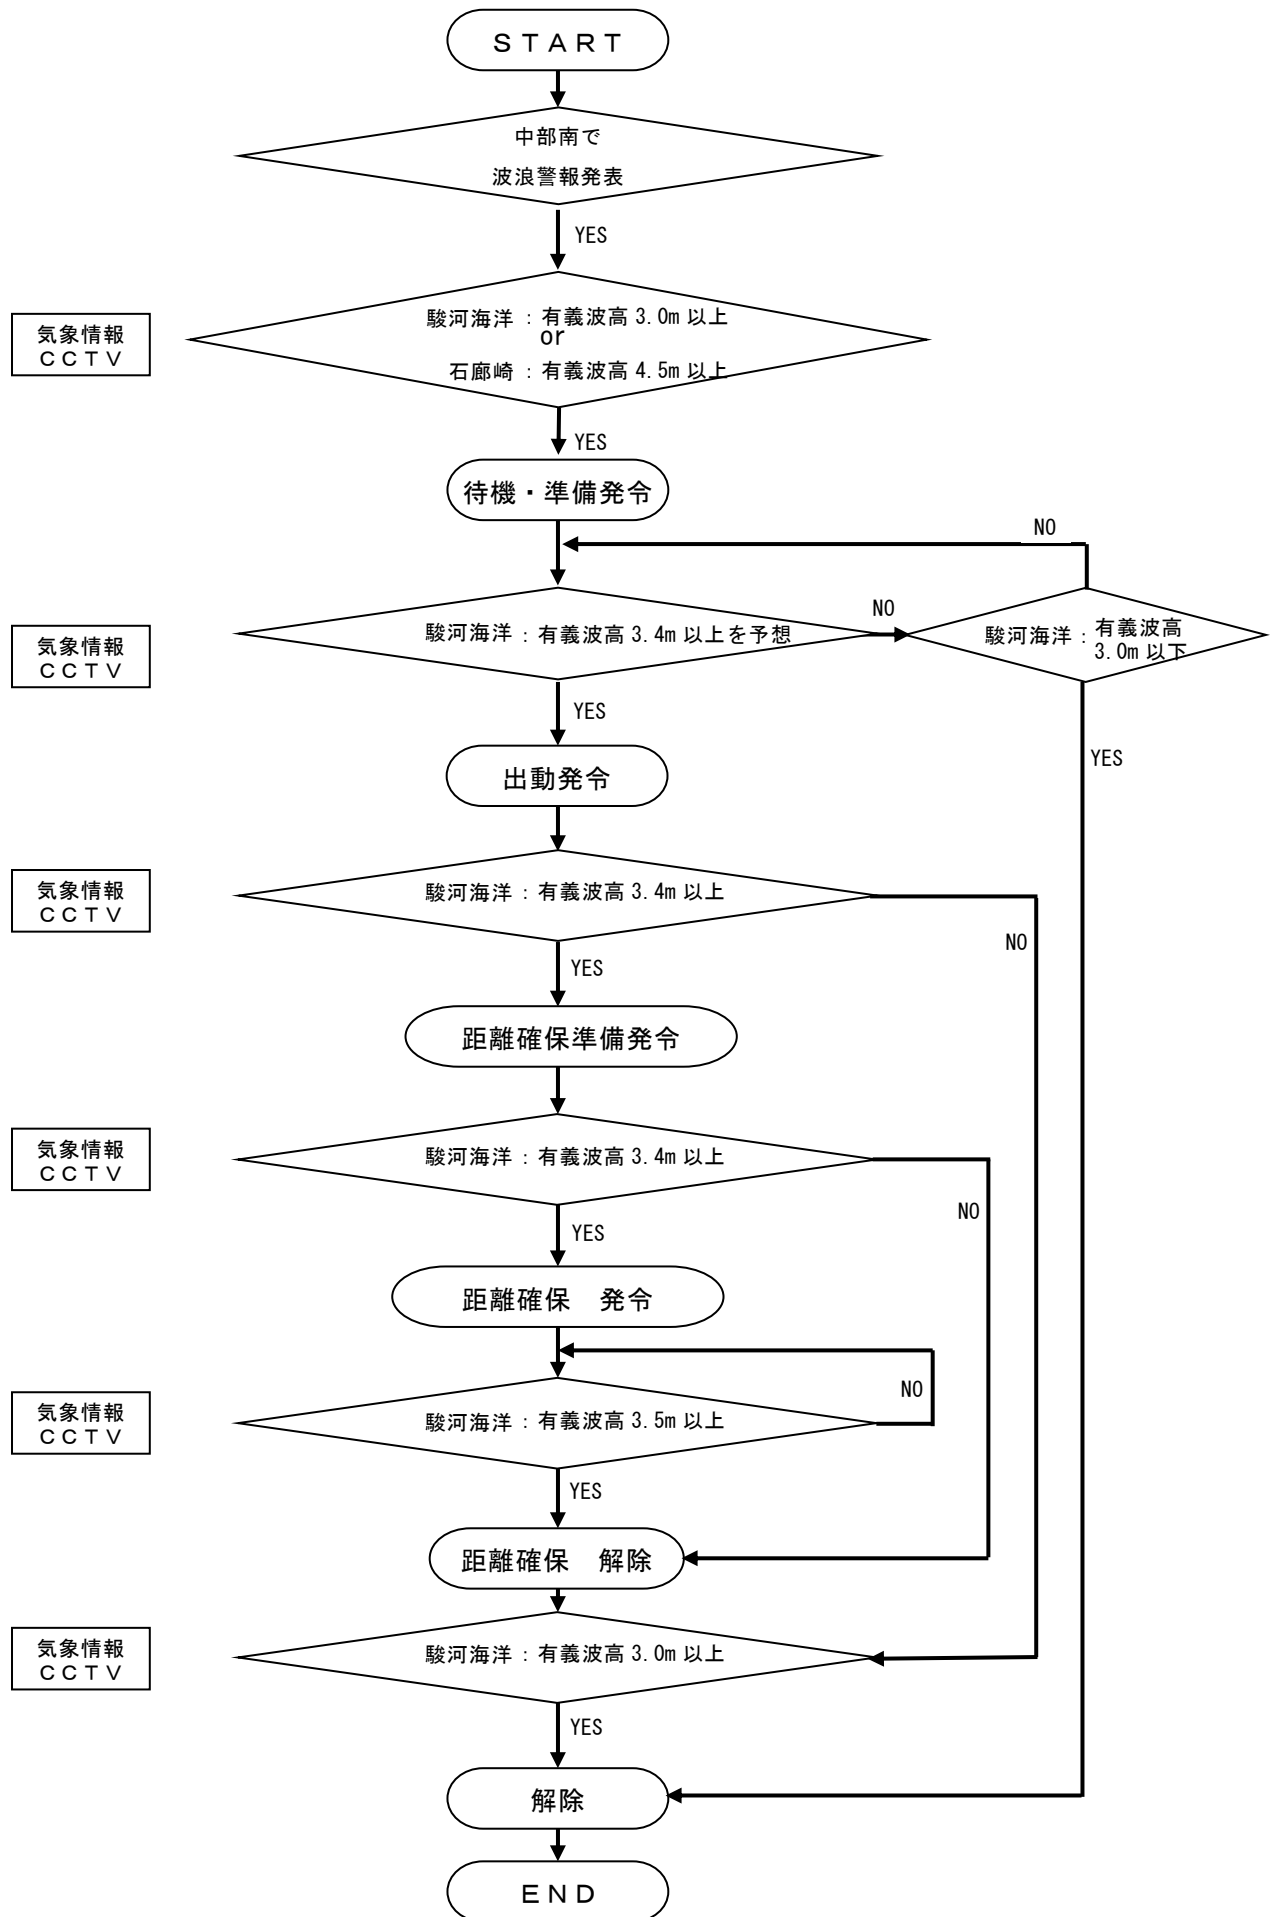 ＳＴＡＲＴ
中部南で
波浪警報発表
YES
気象情報
ＣＣＴＶ
駿河海洋：有義波高 3.0m 以上
or
石廊崎：有義波高 4.5m 以上
YES
待機・準備発令
NO
気象情報
ＣＣＴＶ
駿河海洋：有義波高 3.4m 以上を予想
NO
駿河海洋：有義波高
3.0m 以下
YES
YES
出動発令
気象情報
ＣＣＴＶ
駿河海洋：有義波高 3.4m 以上
NO
YES
距離確保準備発令
気象情報
ＣＣＴＶ
駿河海洋：有義波高 3.4m 以上
NO
YES
距離確保　発令
気象情報
ＣＣＴＶ
駿河海洋：有義波高 3.5m 以上
NO
YES
距離確保　解除
気象情報
ＣＣＴＶ
駿河海洋：有義波高 3.0m 以上
YES
解除
ＥＮＤ